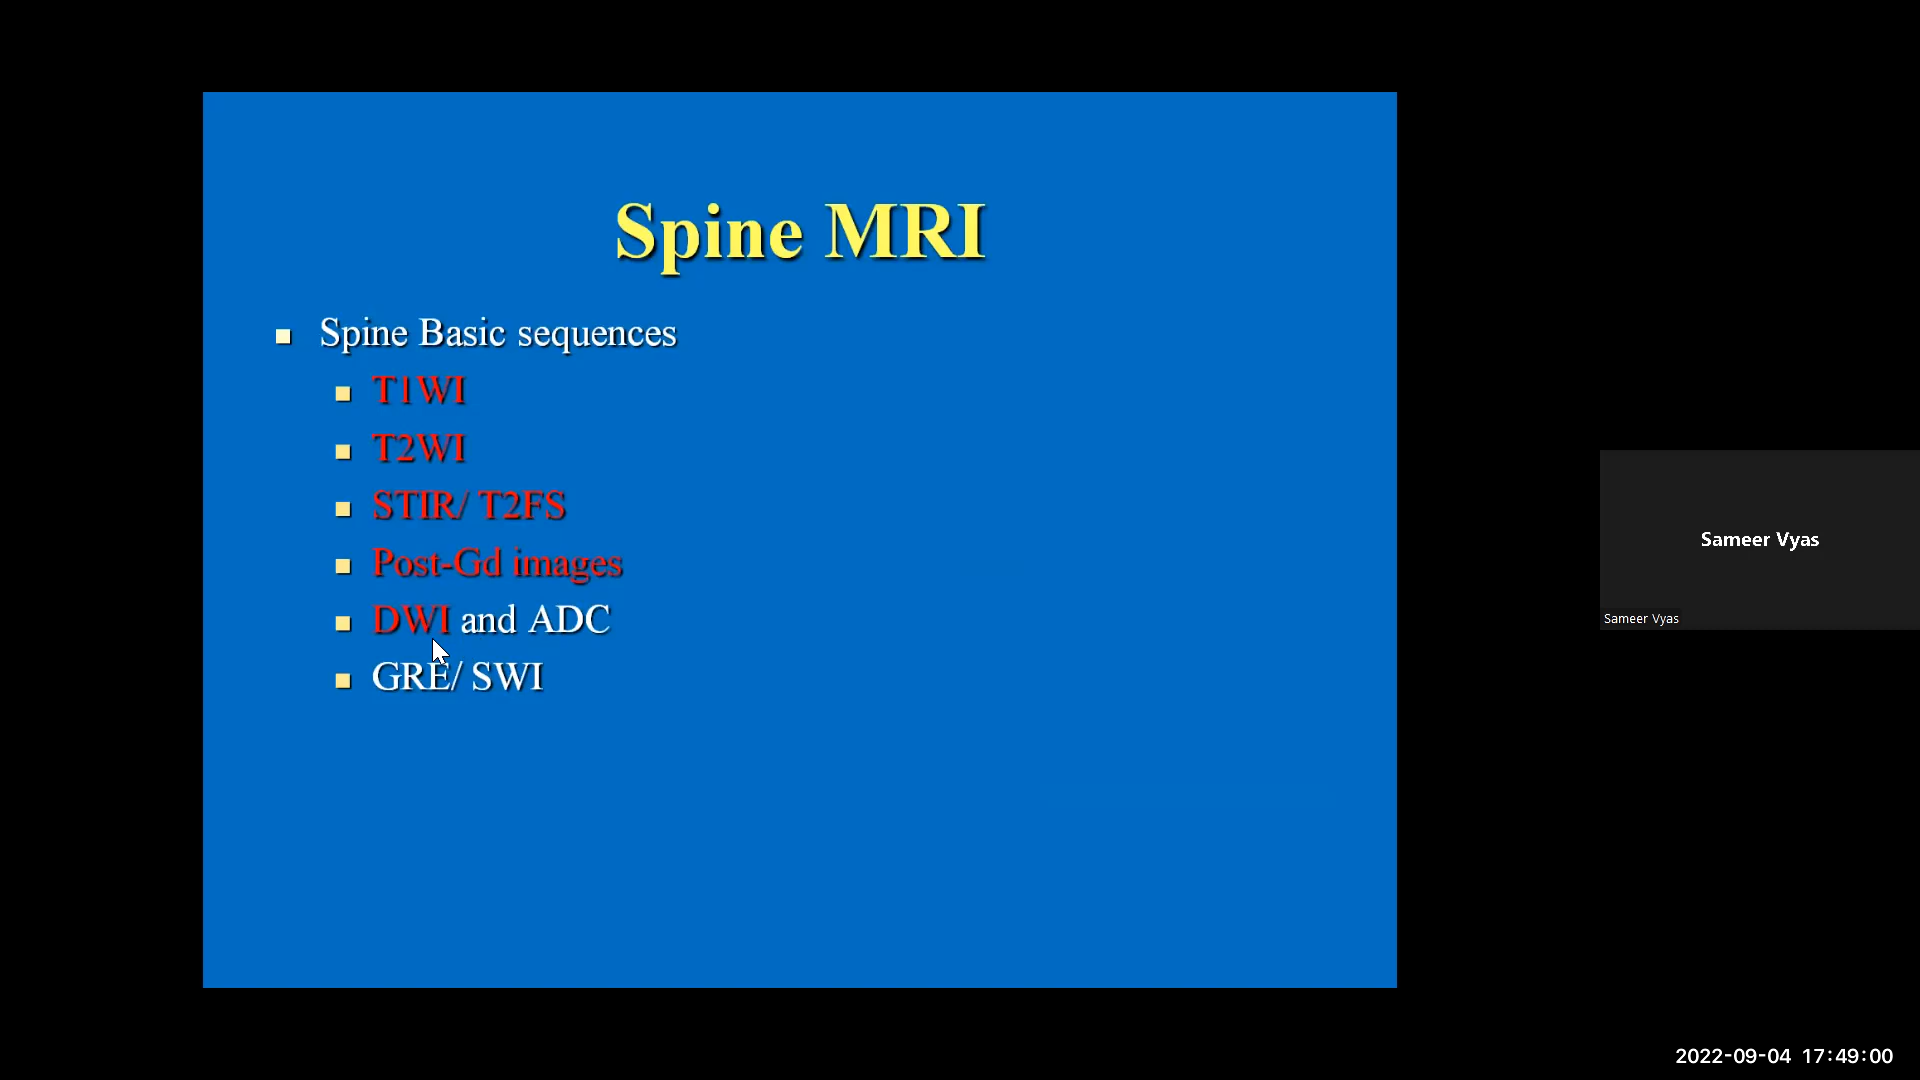 Spine MRI
Spine Basic sequences
T1WI
T2WI
STIR/ T2FS
Post-Gd images
DWI and ADC
GRE/ SWI
Sameer Vyas
Sameer Vyas
2022-09-04 17:49:00